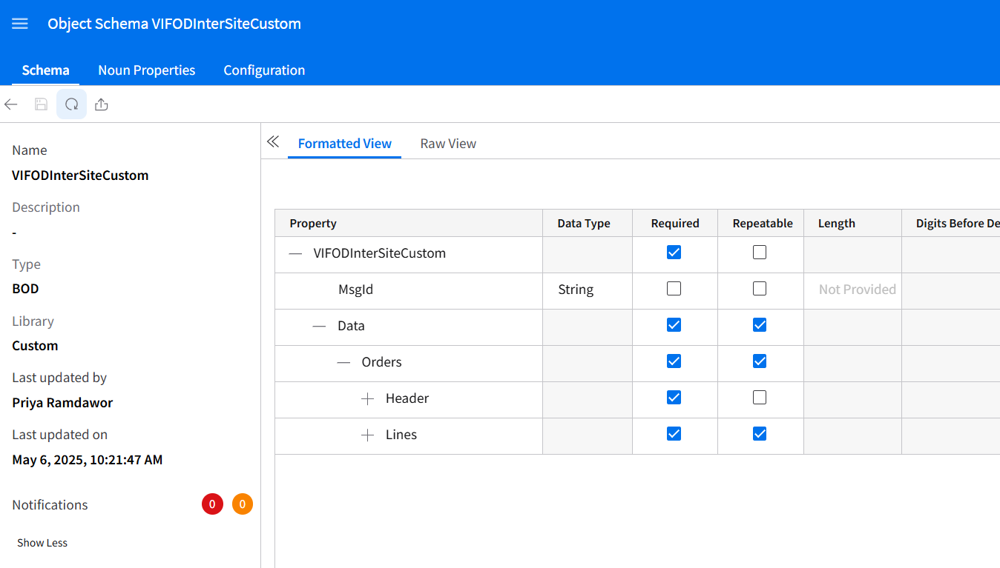 Object Schema VIFODInterSiteCustom
Schema Noun Properties Configuration
Name
VIFODInterSiteCustom
Description
-
Type
BOD
Library
Custom
Last updated by
Priya Ramdawor
Last updated on
May 6, 2025, 10:21:47 AM
Notifications 0 0
Show Less
Formatted View Raw View
Property Data Type Required Repeatable Length Digits Before De
VIFODInterSiteCustom
MsgId String Not Provided
Data
Orders
Header
Lines